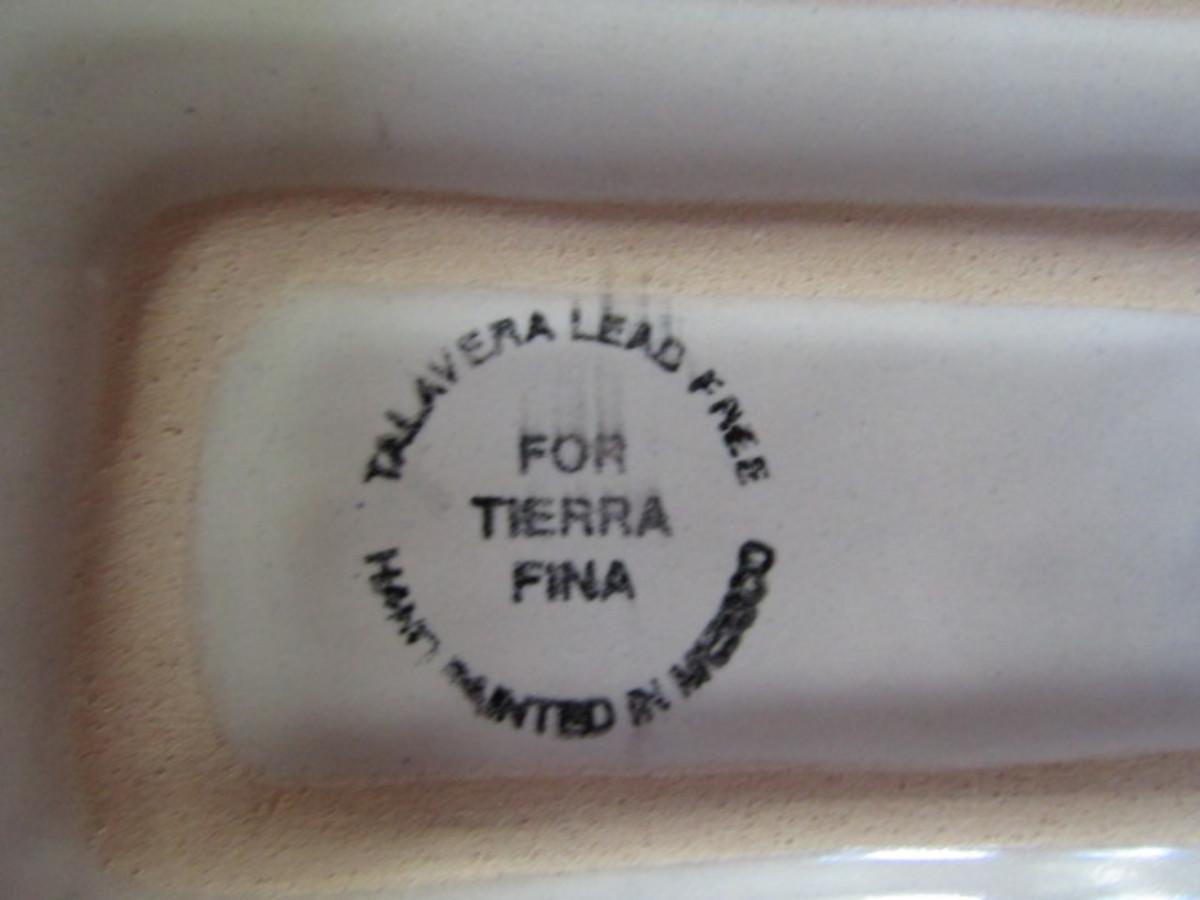 TALAVERA LEAD FREE
FOR
TIERRA
FINA
HAND PAINTED IN MEXICO